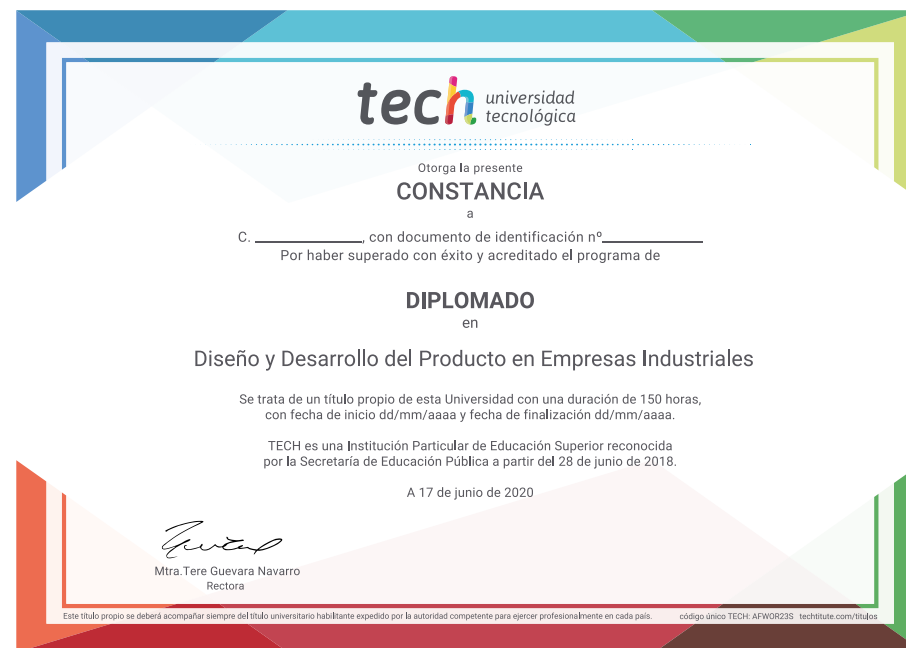 tech universidad
tecnológica
Otorga la presente
CONSTANCIA
a
C. ____________, con documento de identificación nº____________
Por haber superado con éxito y acreditado el programa de
DIPLOMADO
en
Diseño y Desarrollo del Producto en Empresas Industriales
Se trata de un título propio de esta Universidad con una duración de 150 horas,
con fecha de inicio dd/mm/aaaa y fecha de finalización dd/mm/aaaa.
TECH es una Institución Particular de Educación Superior reconocida
por la Secretaría de Educación Pública a partir del 28 de junio de 2018.
A 17 de junio de 2020
Mtra.Tere Guevara Navarro
Rectora
Este título propio se deberá acompañar siempre del título universitario habilitante expedido por la autoridad competente para ejercer profesionalmente en cada país. código único TECH: AFWOR23S techtitute.com/titulos